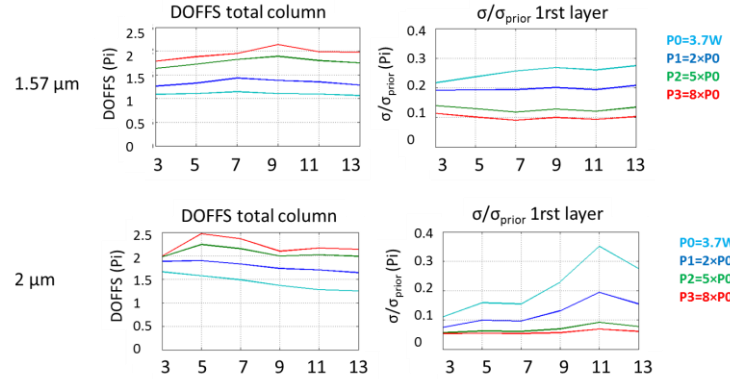 DOFFS total column
σ/σprior 1rst layer
1.57 µm
DOFFS (Pi)
2.5
2
1.5
1
0.5
0
3 5 7 9 11 13
σ/σprior (Pi)
0.4
0.3
0.2
0.1
0
3 5 7 9 11 13
P0=3.7W
P1=2×P0
P2=5×P0
P3=8×P0
DOFFS total column
σ/σprior 1rst layer
2 µm
DOFFS (Pi)
2.5
2
1.5
1
0.5
0
3 5 7 9 11 13
σ/σprior (Pi)
0.4
0.3
0.2
0.1
0
3 5 7 9 11 13
P0=3.7W
P1=2×P0
P2=5×P0
P3=8×P0